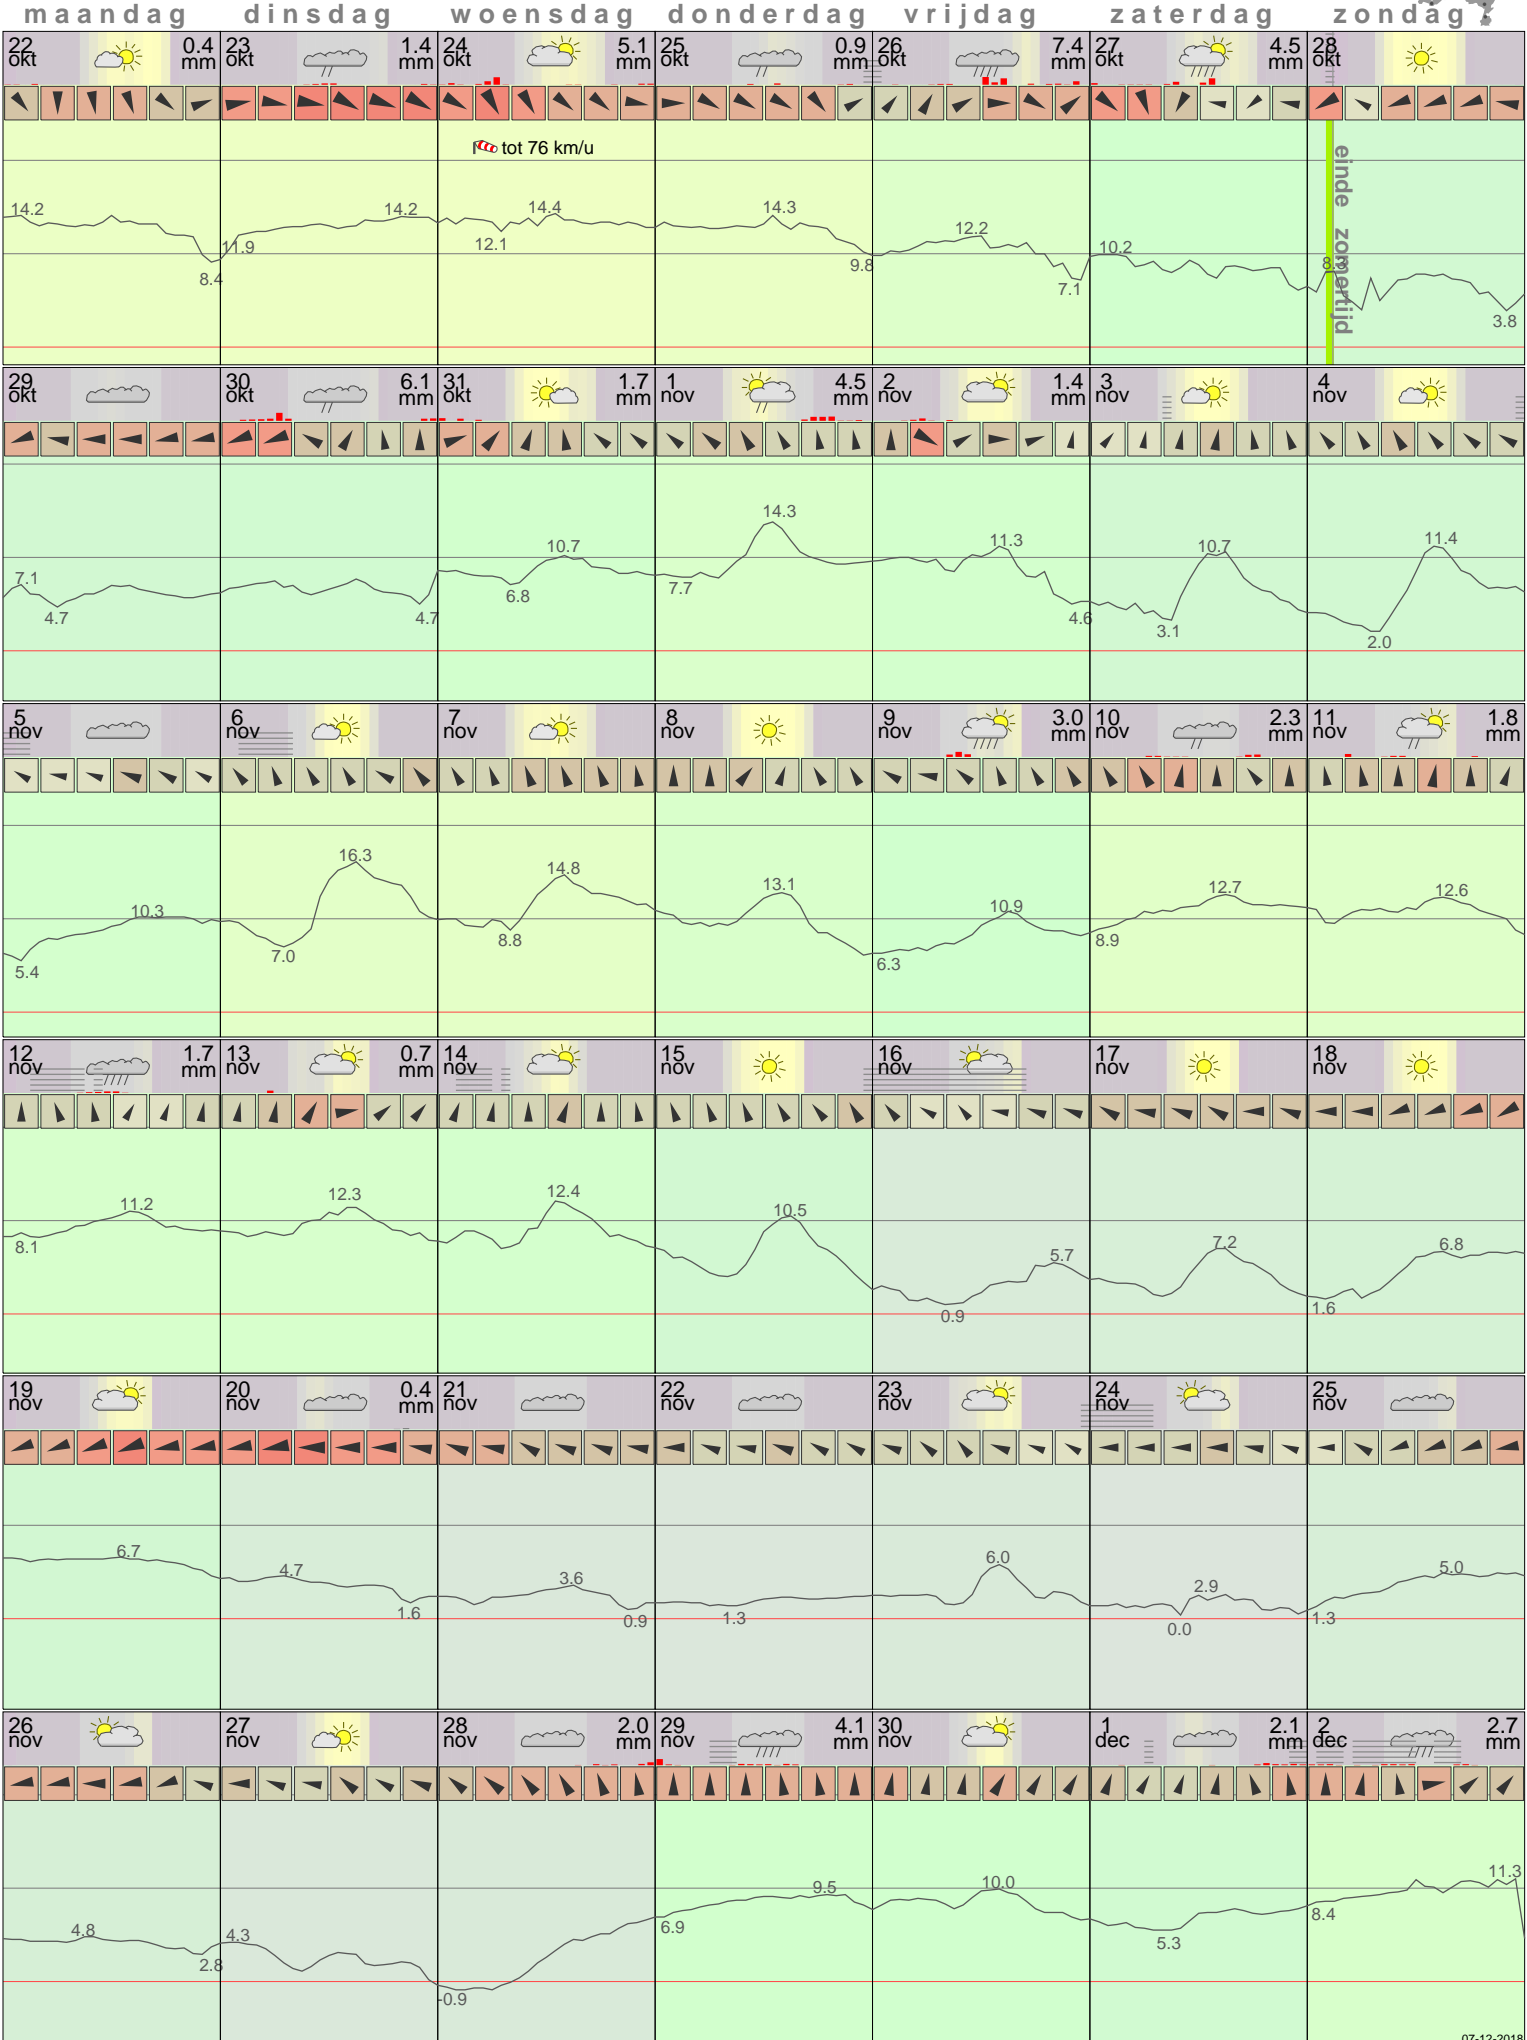 maandag dinsdag woensdag donderdag vrijdag zaterdag zondag
22 okt 0.4 mm 23 okt 1.4 mm 24 okt 5.1 mm 25 okt 0.9 mm 26 okt 7.4 mm 27 okt 4.5 mm 28 okt
tot 76 km/u
einde zomertijd
14.2 8.4 11.9 14.2 12.1 14.4 14.3 9.8 12.2 7.1 10.2 3.8
29 okt 30 okt 6.1 mm 31 okt 1.7 mm 1 nov 4.5 mm 2 nov 1.4 mm 3 nov 4 nov
7.1 4.7 4.7 6.8 10.7 7.7 14.3 11.3 4.6 3.1 10.7 2.0 11.4
5 nov 6 nov 7 nov 8 nov 9 nov 3.0 mm 10 nov 2.3 mm 11 nov 1.8 mm
5.4 10.3 7.0 16.3 8.8 14.8 13.1 6.3 10.9 8.9 12.7 12.6
12 nov 1.7 mm 13 nov 0.7 mm 14 nov 15 nov 16 nov 17 nov 18 nov
8.1 11.2 12.3 12.4 10.5 0.9 5.7 7.2 1.6 6.8
19 nov 20 nov 0.4 mm 21 nov 22 nov 23 nov 24 nov 25 nov
6.7 4.7 1.6 3.6 0.9 1.3 6.0 0.0 2.9 1.3 5.0
26 nov 27 nov 28 nov 2.0 mm 29 nov 4.1 mm 30 nov 1 dec 2.1 mm 2 dec 2.7 mm
4.8 2.8 4.3 -0.9 6.9 9.5 10.0 5.3 8.4 11.3
07-12-2018